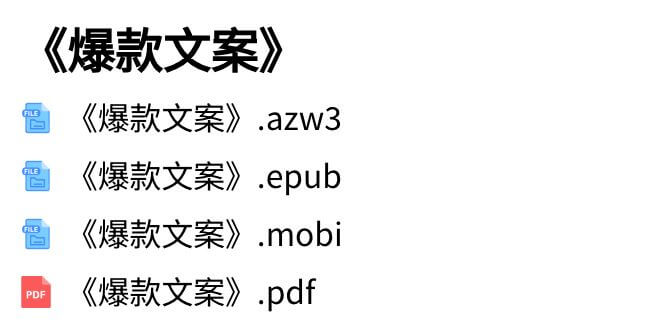 《爆款文案》
FILE 《爆款文案》.azw3
FILE 《爆款文案》.epub
FILE 《爆款文案》.mobi
PDF 《爆款文案》.pdf